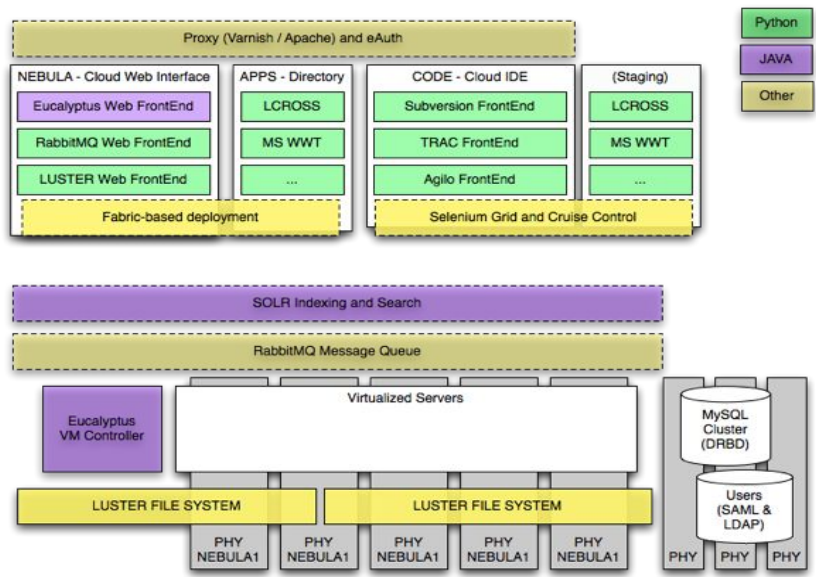 Proxy (Varnish / Apache) and eAuth
Python
JAVA
Other
NEBULA - Cloud Web Interface
Eucalyptus Web FrontEnd
RabbitMQ Web FrontEnd
LUSTER Web FrontEnd
APPS - Directory
LCROSS
MS WWT
...
Fabric-based deployment
CODE - Cloud IDE
Subversion FrontEnd
TRAC FrontEnd
Agilo FrontEnd
(Staging)
LCROSS
MS WWT
...
Selenium Grid and Cruise Control
SOLR Indexing and Search
RabbitMQ Message Queue
Eucalyptus
VM Controller
Virtualized Servers
MySQL
Cluster
(DRBD)
Users
(SAML &
LDAP)
LUSTER FILE SYSTEM
LUSTER FILE SYSTEM
PHY
NEBULA1
PHY
NEBULA1
PHY
NEBULA1
PHY
NEBULA1
PHY
NEBULA1
PHY
PHY
PHY